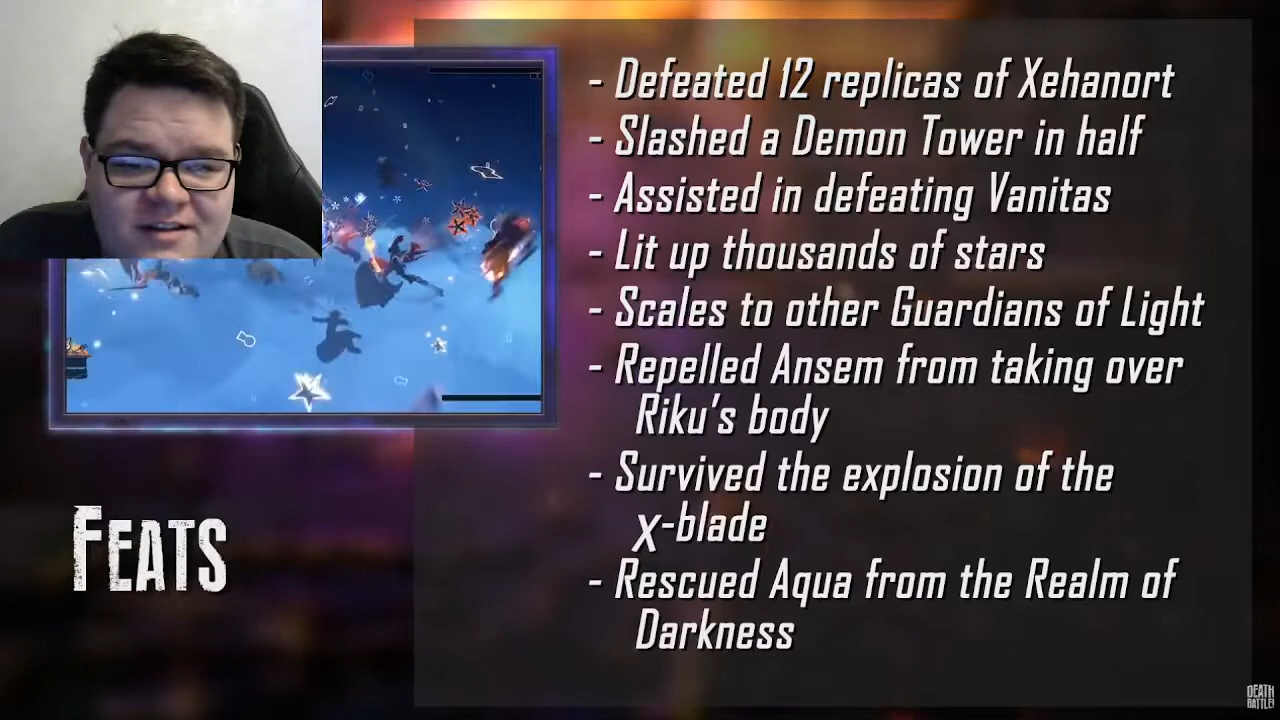 - Defeated 12 replicas of Xehanort
- Slashed a Demon Tower in half
- Assisted in defeating Vanitas
- Lit up thousands of stars
- Scales to other Guardians of Light
- Repelled Ansem from taking over
Riku's body
- Survived the explosion of the
χ-blade
- Rescued Aqua from the Realm of
Darkness
FEATS
DEATH
BATTLE!